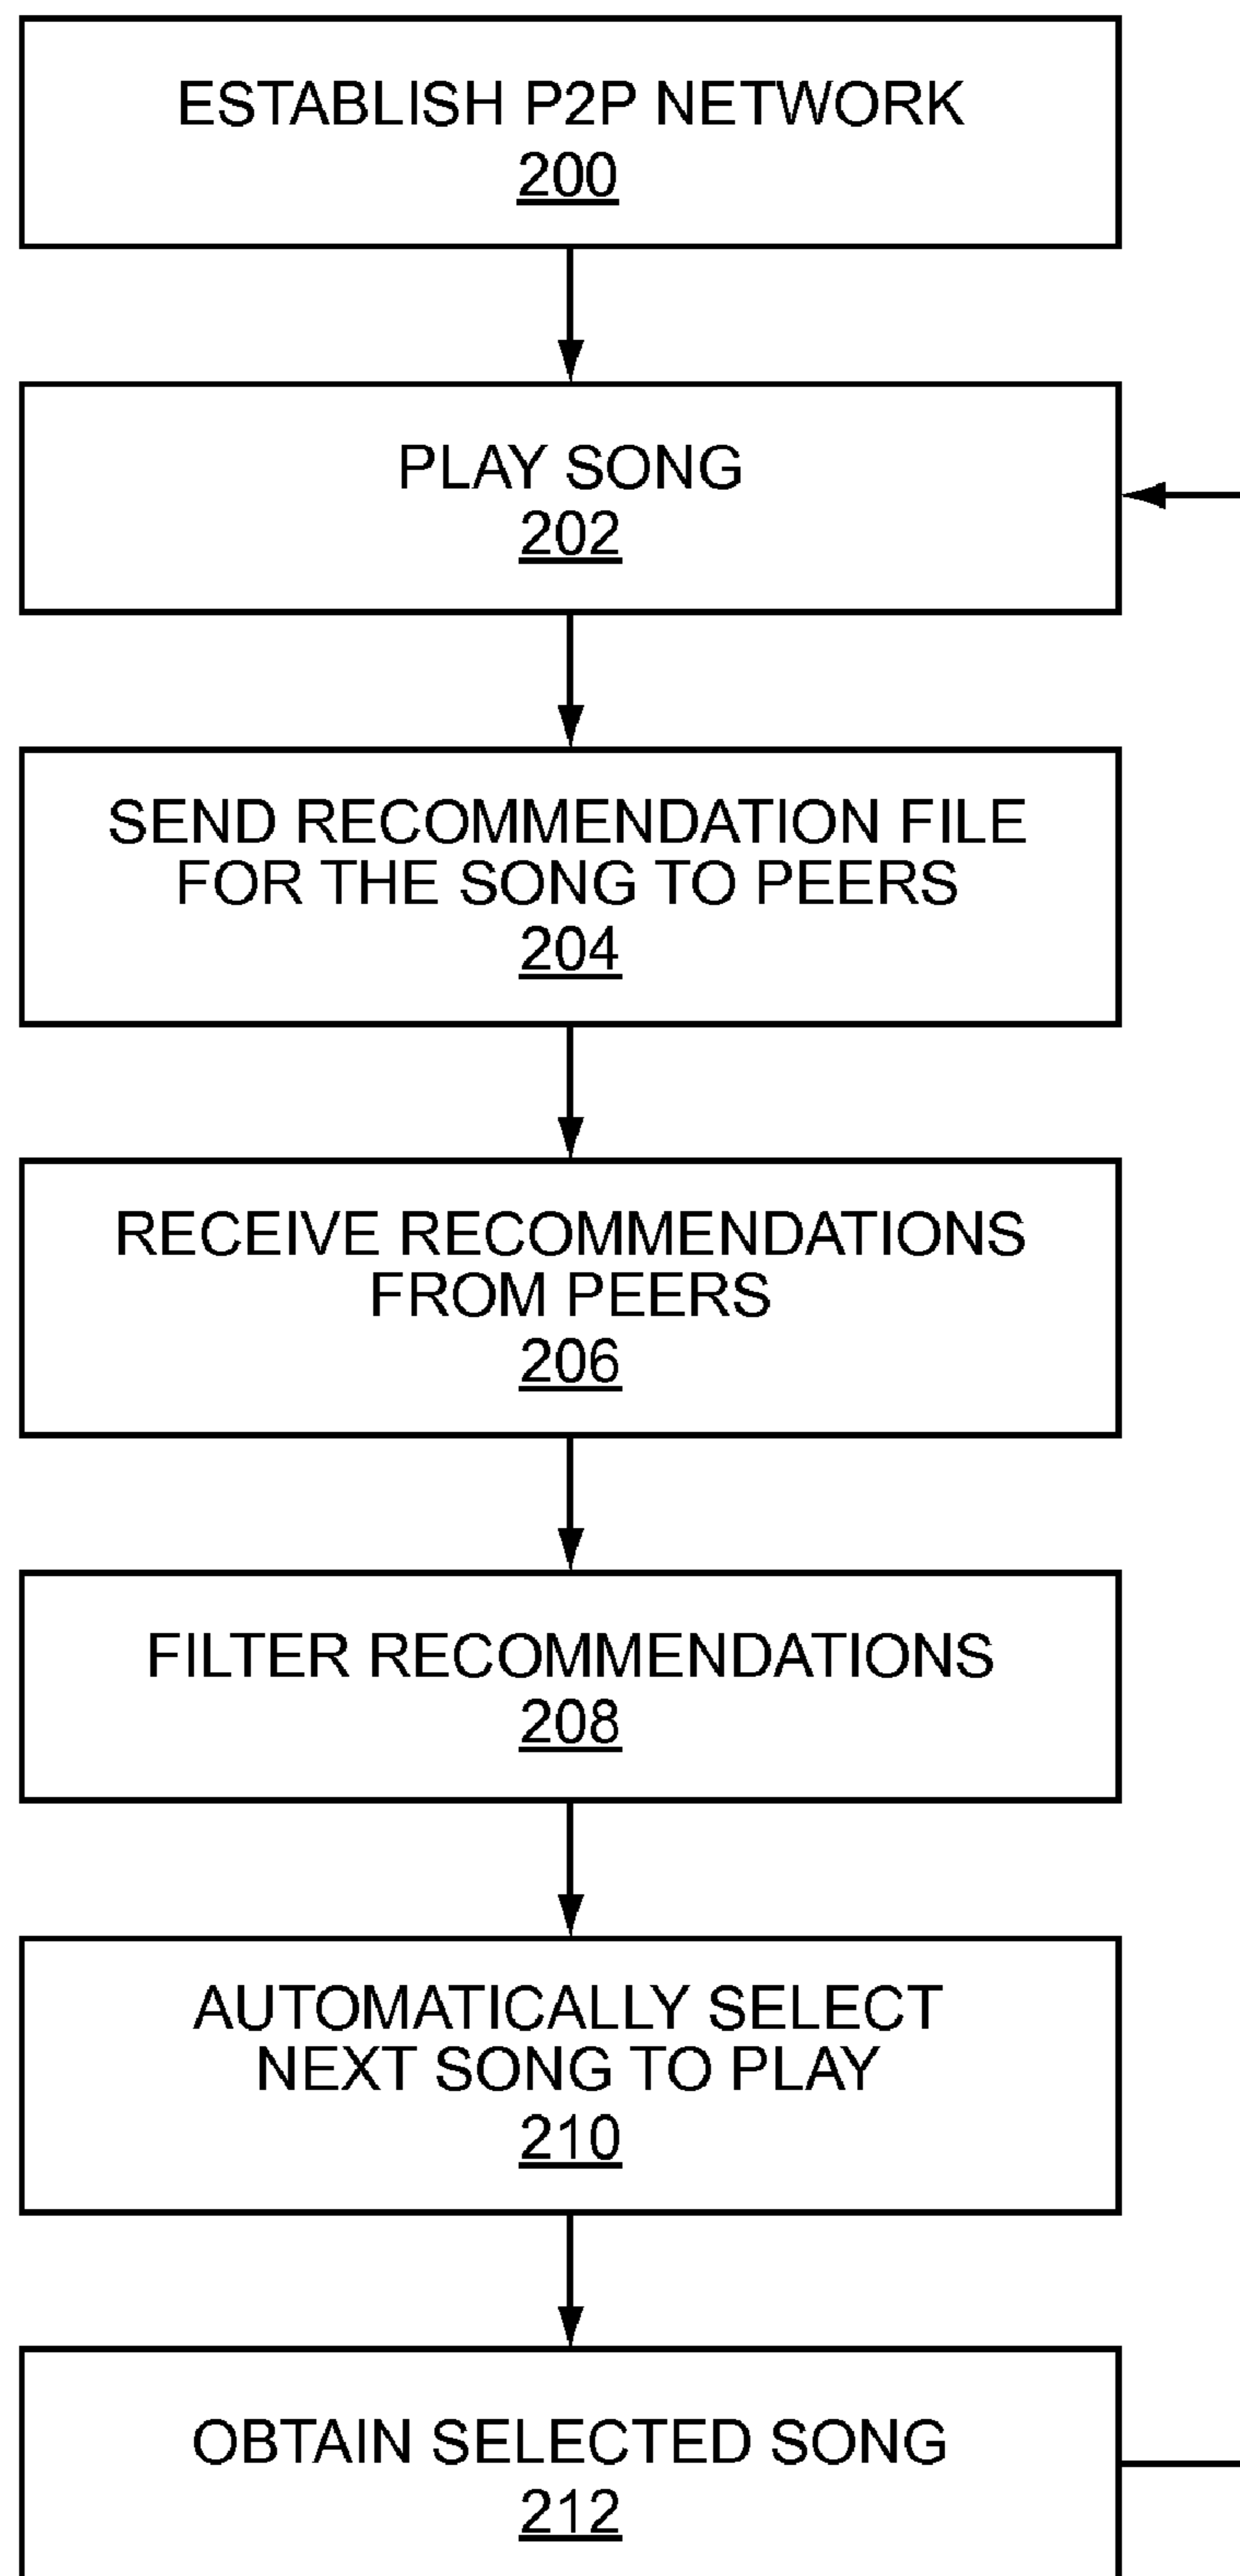 ESTABLISH P2P NETWORK
200
PLAY SONG
202
SEND RECOMMENDATION FILE
FOR THE SONG TO PEERS
204
RECEIVE RECOMMENDATIONS
FROM PEERS
206
FILTER RECOMMENDATIONS
208
AUTOMATICALLY SELECT
NEXT SONG TO PLAY
210
OBTAIN SELECTED SONG
212